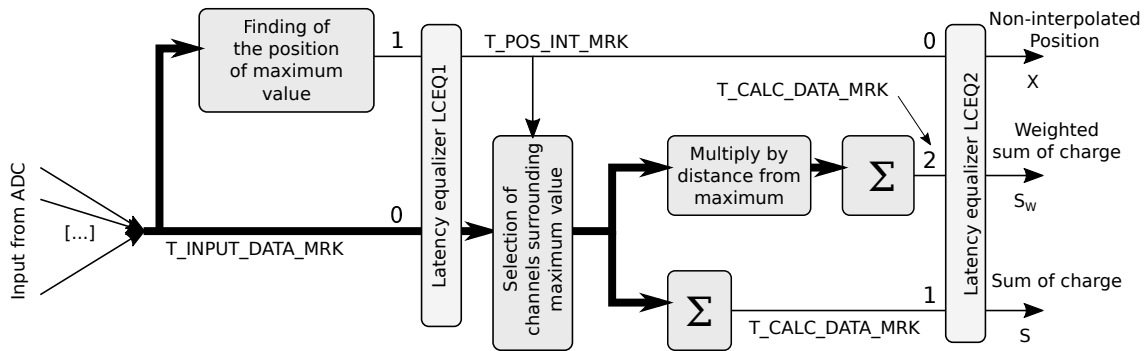 Finding of
the position
of maximum
value
1
Latency equalizer LCEQ1
T_POS_INT_MRK
0
Non-interpolated
Position
X
T_CALC_DATA_MRK
Input from ADC
[...]
T_INPUT_DATA_MRK
0
Selection of
channels surrounding
maximum value
Multiply by
distance from
maximum
Σ
2
Latency equalizer LCEQ2
Weighted
sum of charge
S_W
Σ
1
T_CALC_DATA_MRK
Sum of charge
S